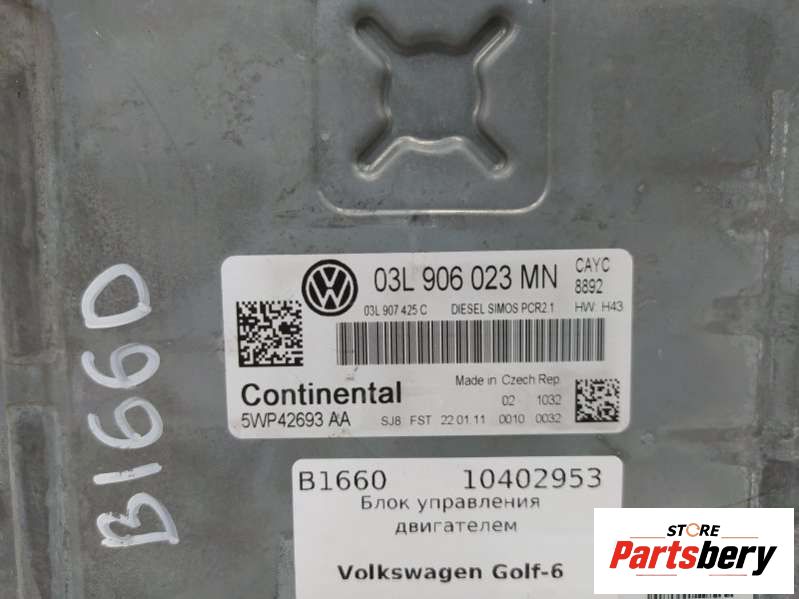 B1660
03L 906 023 MN CAYC
8892
03L 907 425 C DIESEL SIMOS PCR2.1 HW: H43
Continental
Made in Czech Rep.
02 1032
5WP42693 AA SJ8 FST 22.01.11 0010 0032
B1660 10402953
Блок управления
двигателем
Volkswagen Golf-6
STORE
Partsbery